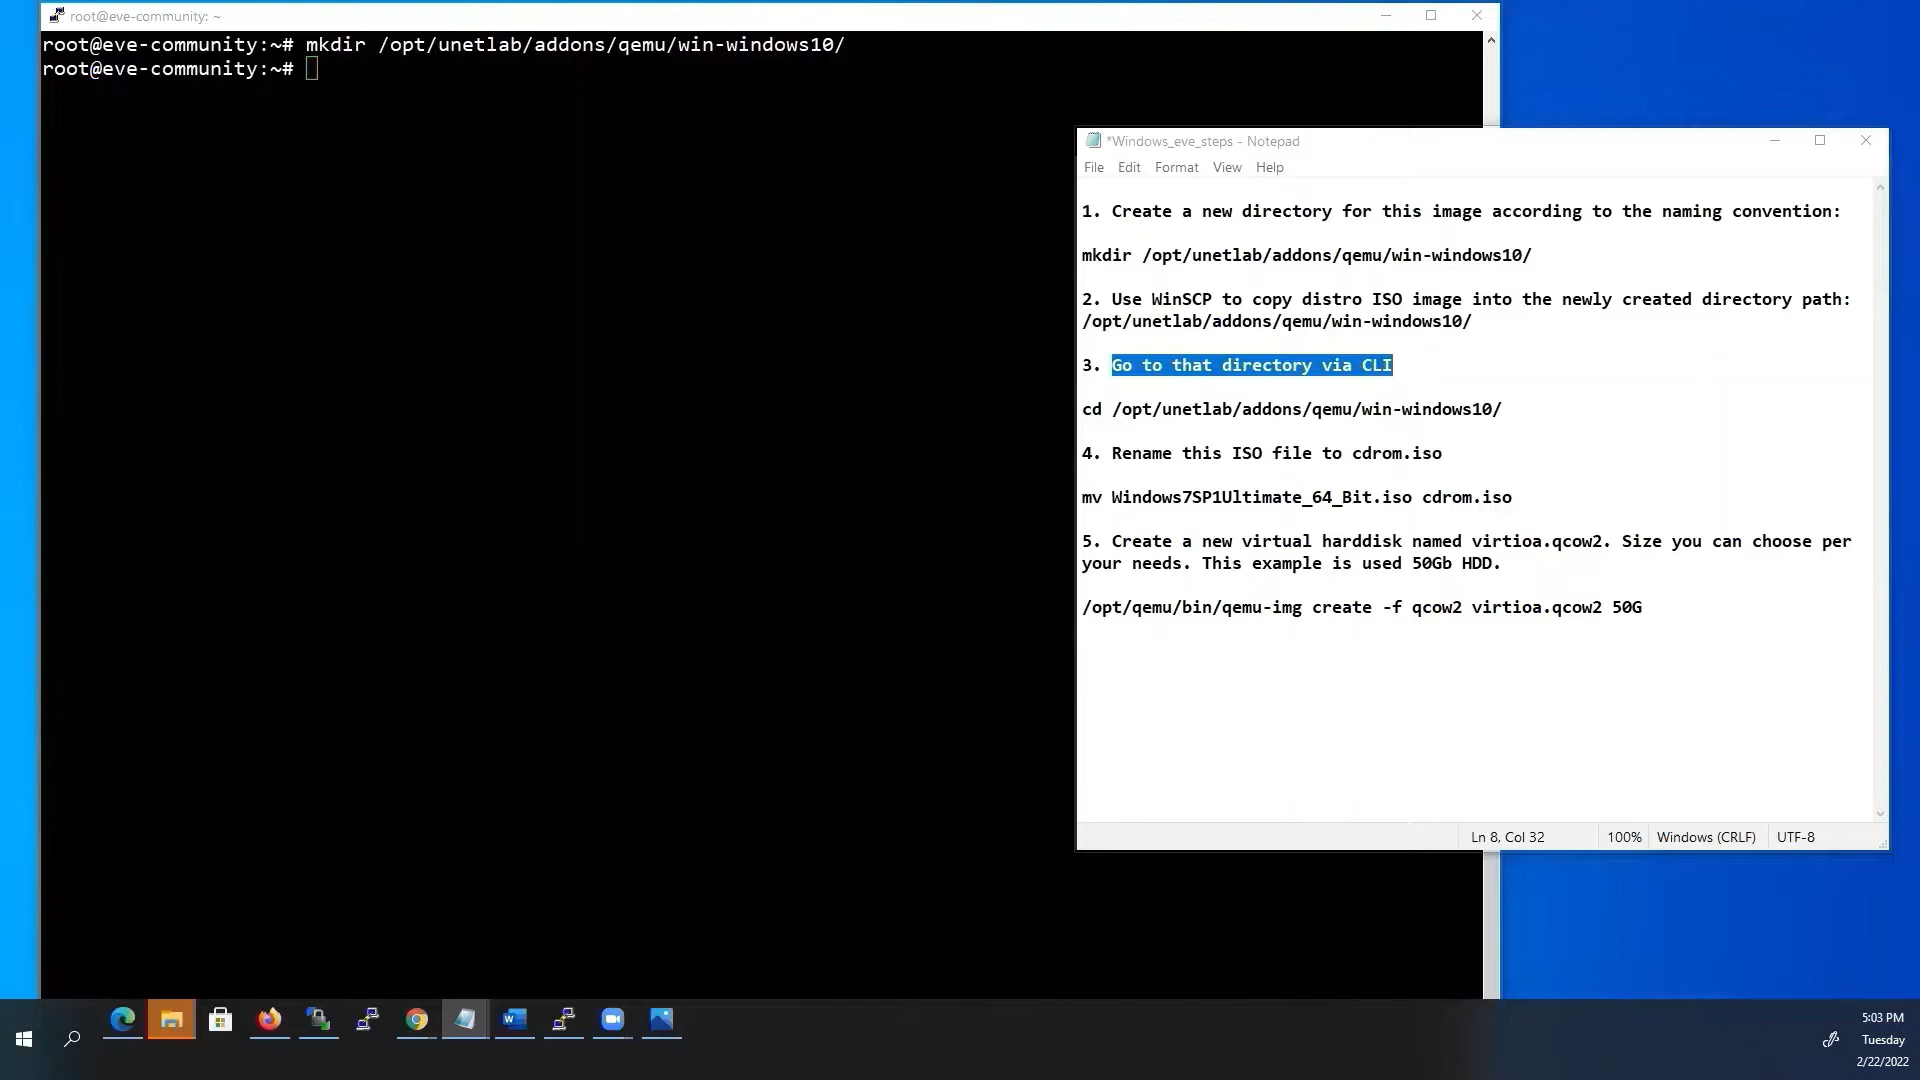 root@eve-community: ~
root@eve-community:~# mkdir /opt/unetlab/addons/qemu/win-windows10/
root@eve-community:~#
*Windows_eve_steps - Notepad
File Edit Format View Help
1. Create a new directory for this image according to the naming convention:
mkdir /opt/unetlab/addons/qemu/win-windows10/
2. Use WinSCP to copy distro ISO image into the newly created directory path:
/opt/unetlab/addons/qemu/win-windows10/
3. Go to that directory via CLI
cd /opt/unetlab/addons/qemu/win-windows10/
4. Rename this ISO file to cdrom.iso
mv Windows7SP1Ultimate_64_Bit.iso cdrom.iso
5. Create a new virtual harddisk named virtioa.qcow2. Size you can choose per
your needs. This example is used 50Gb HDD.
/opt/qemu/bin/qemu-img create -f qcow2 virtioa.qcow2 50G
Ln 8, Col 32 100% Windows (CRLF) UTF-8
5:03 PM
Tuesday
2/22/2022